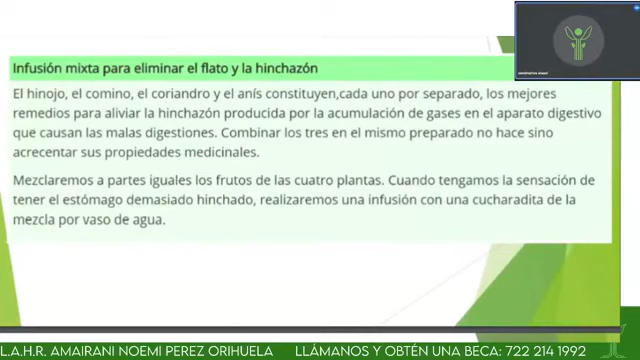 Infusión mixta para eliminar el flato y la hinchazón
El hinojo, el comino, el coriandro y el anís constituyen,cada uno por separado, los mejores
remedios para aliviar la hinchazón producida por la acumulación de gases en el aparato digestivo
que causan las malas digestiones. Combinar los tres en el mismo preparado no hace sino
acrecentar sus propiedades medicinales.
Mezclaremos a partes iguales los frutos de las cuatro plantas. Cuando tengamos la sensación de
tener el estómago demasiado hinchado, realizaremos una infusión con una cucharadita de la
mezcla por vaso de agua.
L.A.H.R. AMAIRANI NOEMI PEREZ ORIHUELA LLÁMANOS Y OBTÉN UNA BECA: 722 214 1992